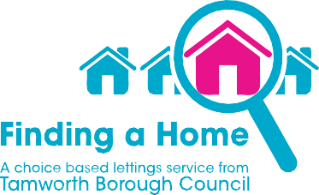 Finding a Home
A choice based lettings service from
Tamworth Borough Council